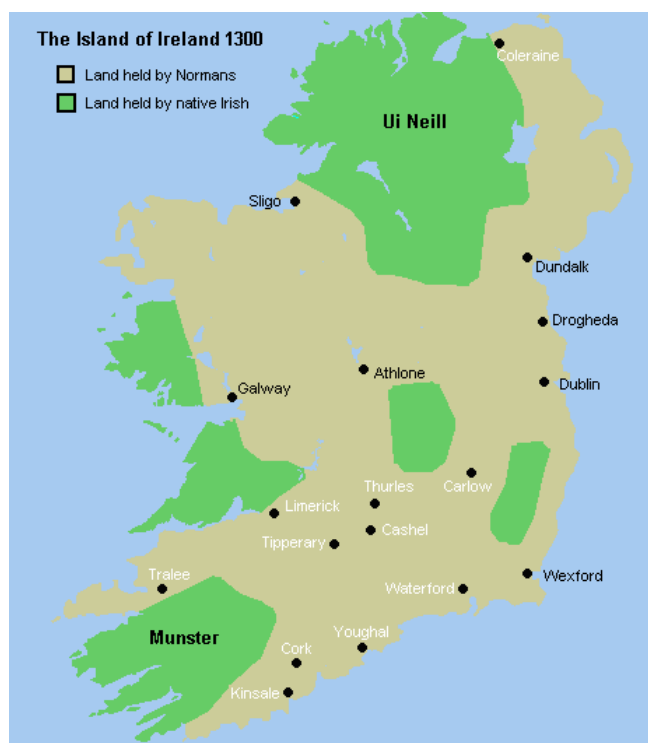 The Island of Ireland 1300
Land held by Normans
Land held by native Irish
Coleraine
Ui Neill
Sligo
Dundalk
Drogheda
Athlone
Dublin
Galway
Carlow
Thurles
Limerick
Cashel
Tipperary
Tralee
Wexford
Waterford
Munster
Youghal
Cork
Kinsale